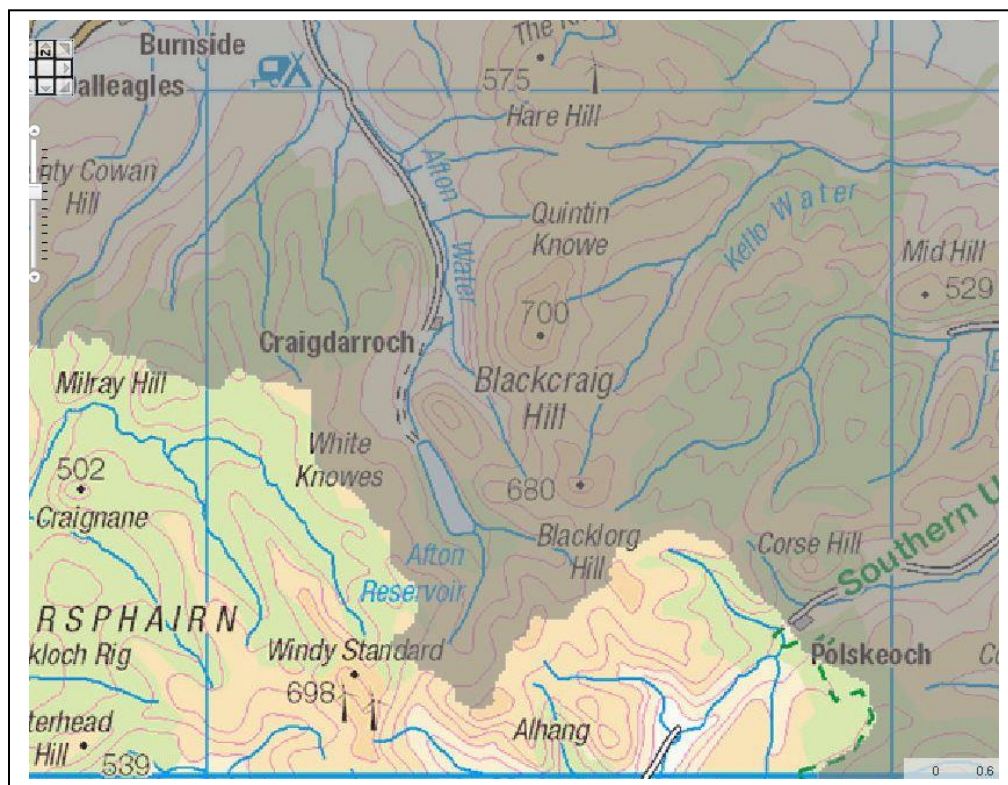 Burnside
N
alleagles
The
575
Hare Hill
nty Cowan
Hill
Afton
Water
Quintin
Knowe
Kello Water
Mid Hill
529
700
Craigdarroch
Milray Hill
Blackcraig
Hill
White
Knowes
502
680
Craignane
Blacklorg
Hill
Corse Hill
Southern U
Afton
Reservoir
RSPHAIRN
kloch Rig
Windy Standard
Polskeoch
698
Alhang
terhead
Hill
539
0 0.6